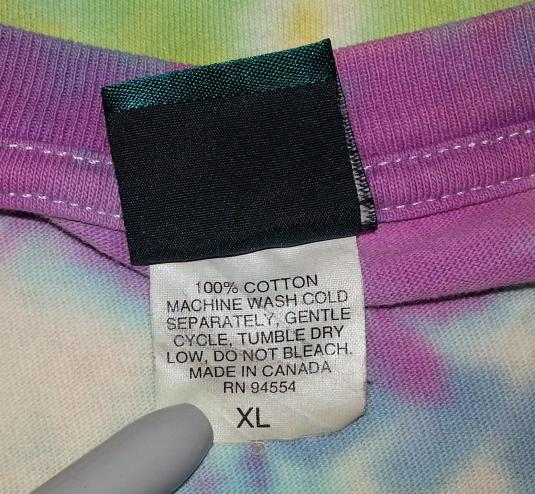 100% COTTON
MACHINE WASH COLD
SEPARATELY, GENTLE
CYCLE, TUMBLE DRY
LOW, DO NOT BLEACH.
MADE IN CANADA
RN 94554
XL